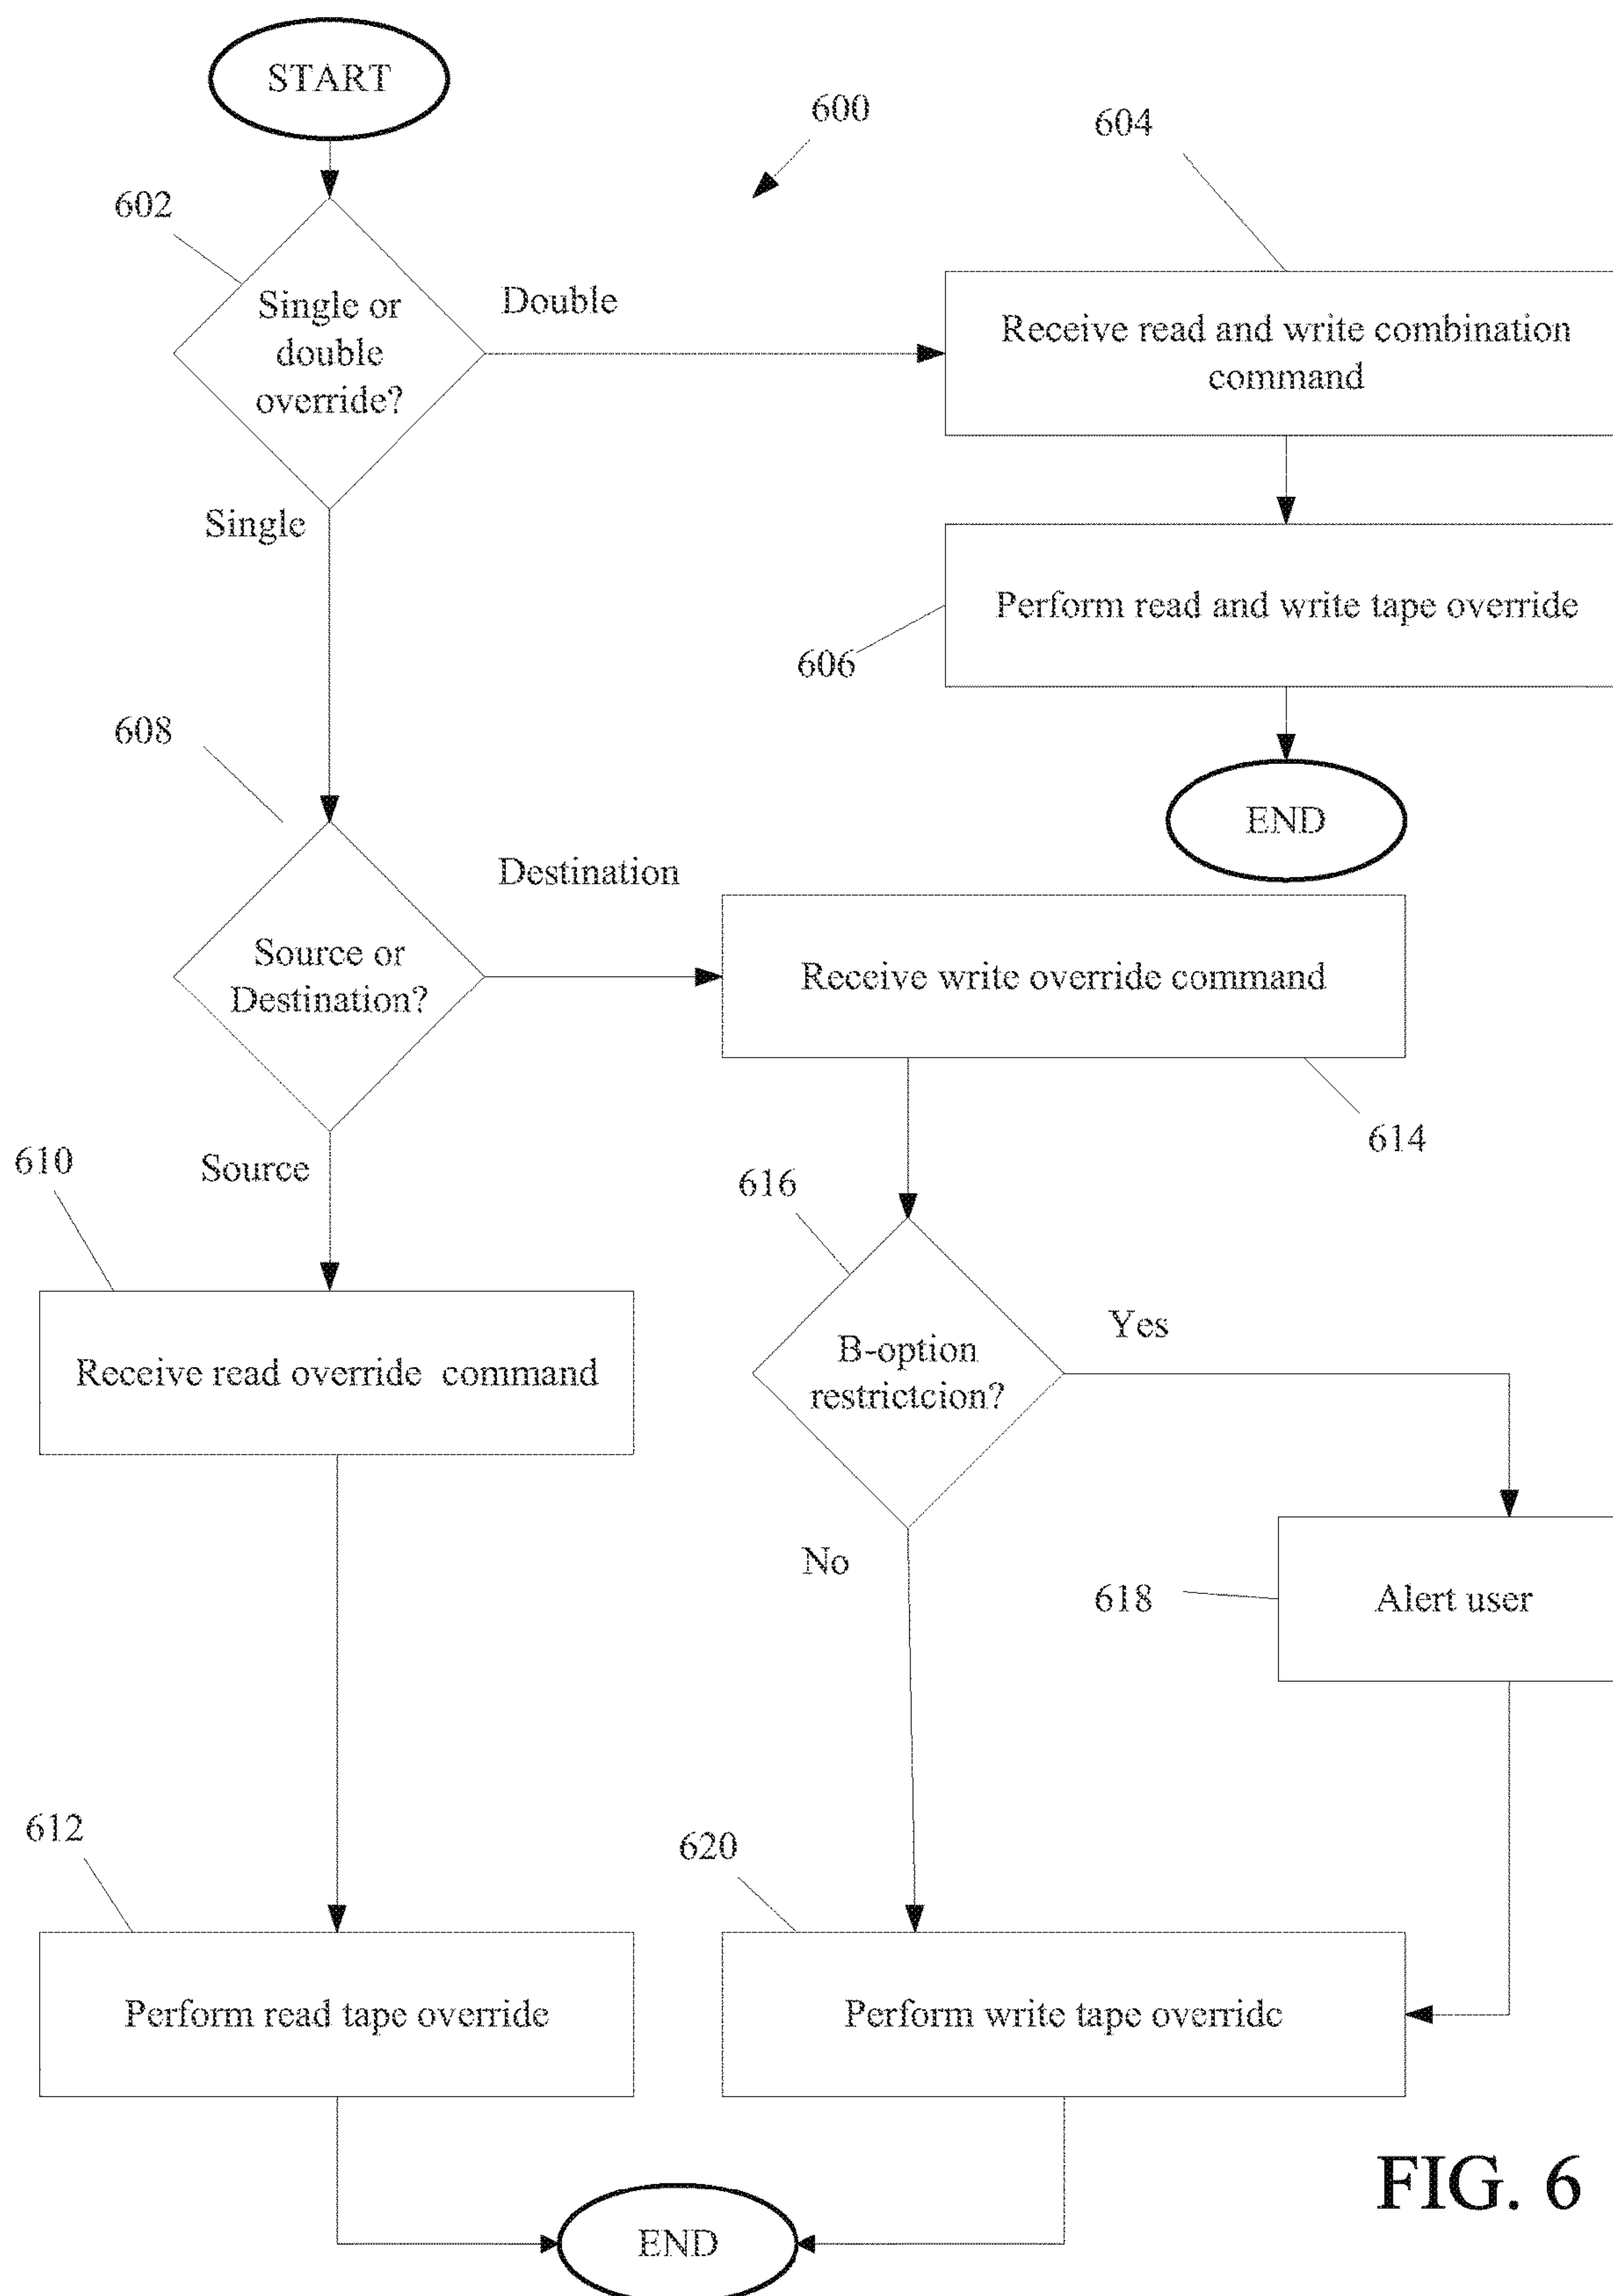 START
600
604
602
Single or
double
override?
Double
Receive read and write combination
command
Single
Perform read and write tape override
606
608
END
Destination
Source or
Destination?
Receive write override command
614
610
Source
616
Yes
B-option
restrictcion?
Receive read override command
No
618
Alert user
612
620
Perform read tape override
Perform write tape override
FIG. 6
END